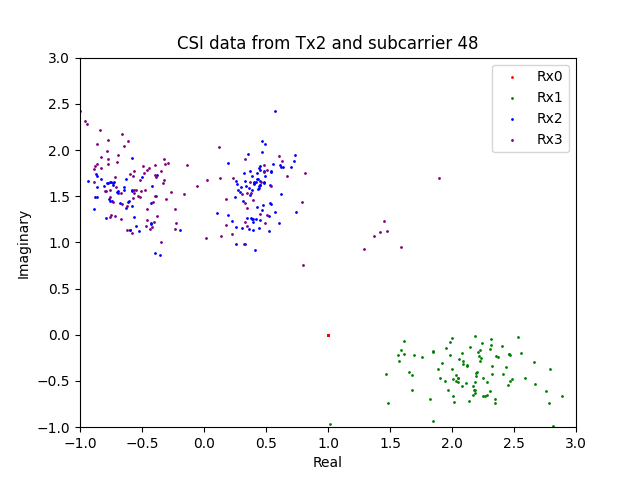 CSI data from Tx2 and subcarrier 48
3.0
2.5
2.0
1.5
1.0
0.5
0.0
−0.5
−1.0
Imaginary
Rx0
Rx1
Rx2
Rx3
−1.0 −0.5 0.0 0.5 1.0 1.5 2.0 2.5 3.0
Real